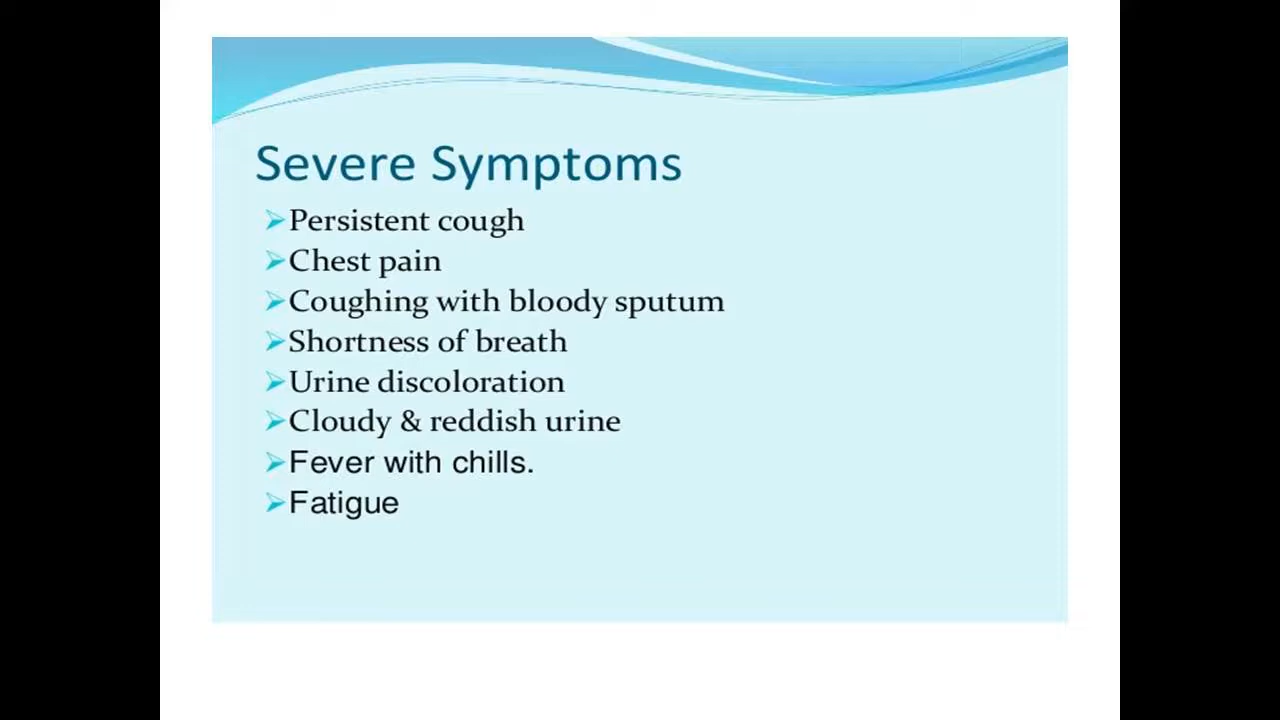 Severe Symptoms
➢Persistent cough
➢Chest pain
➢Coughing with bloody sputum
➢Shortness of breath
➢Urine discoloration
➢Cloudy & reddish urine
➢Fever with chills.
➢Fatigue